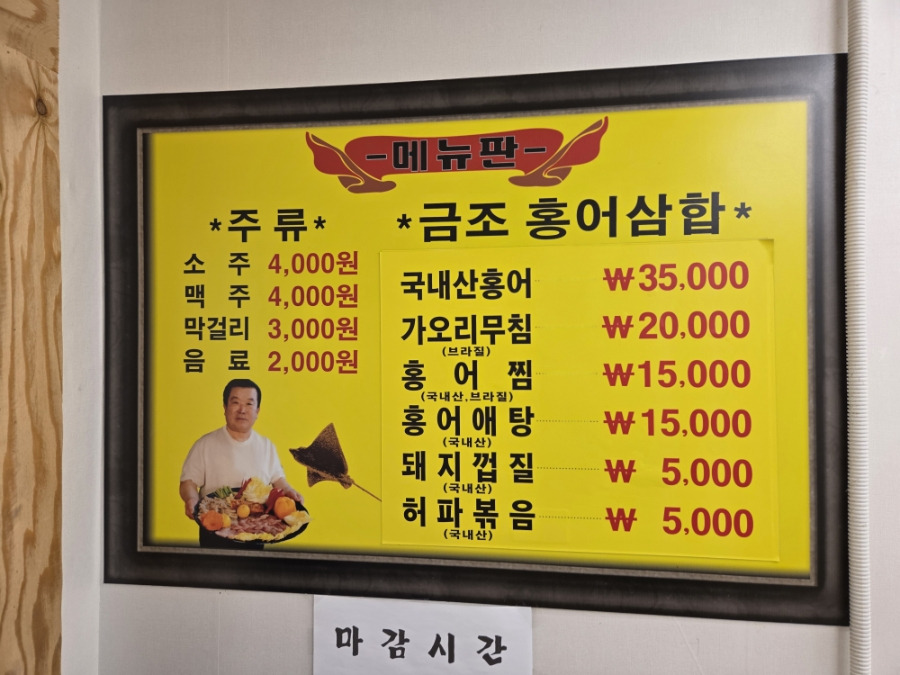 -메뉴판-
*주류*
소 주 4,000원
맥 주 4,000원
막걸리 3,000원
음 료 2,000원
*금조 홍어삼합*
국내산홍어 ₩35,000
가오리무침 ₩20,000
(브라질)
홍 어 찜 ₩15,000
(국내산,브라질)
홍어애탕 ₩15,000
(국내산)
돼지껍질 ₩ 5,000
(국내산)
허파볶음 ₩ 5,000
(국내산)
마감시간